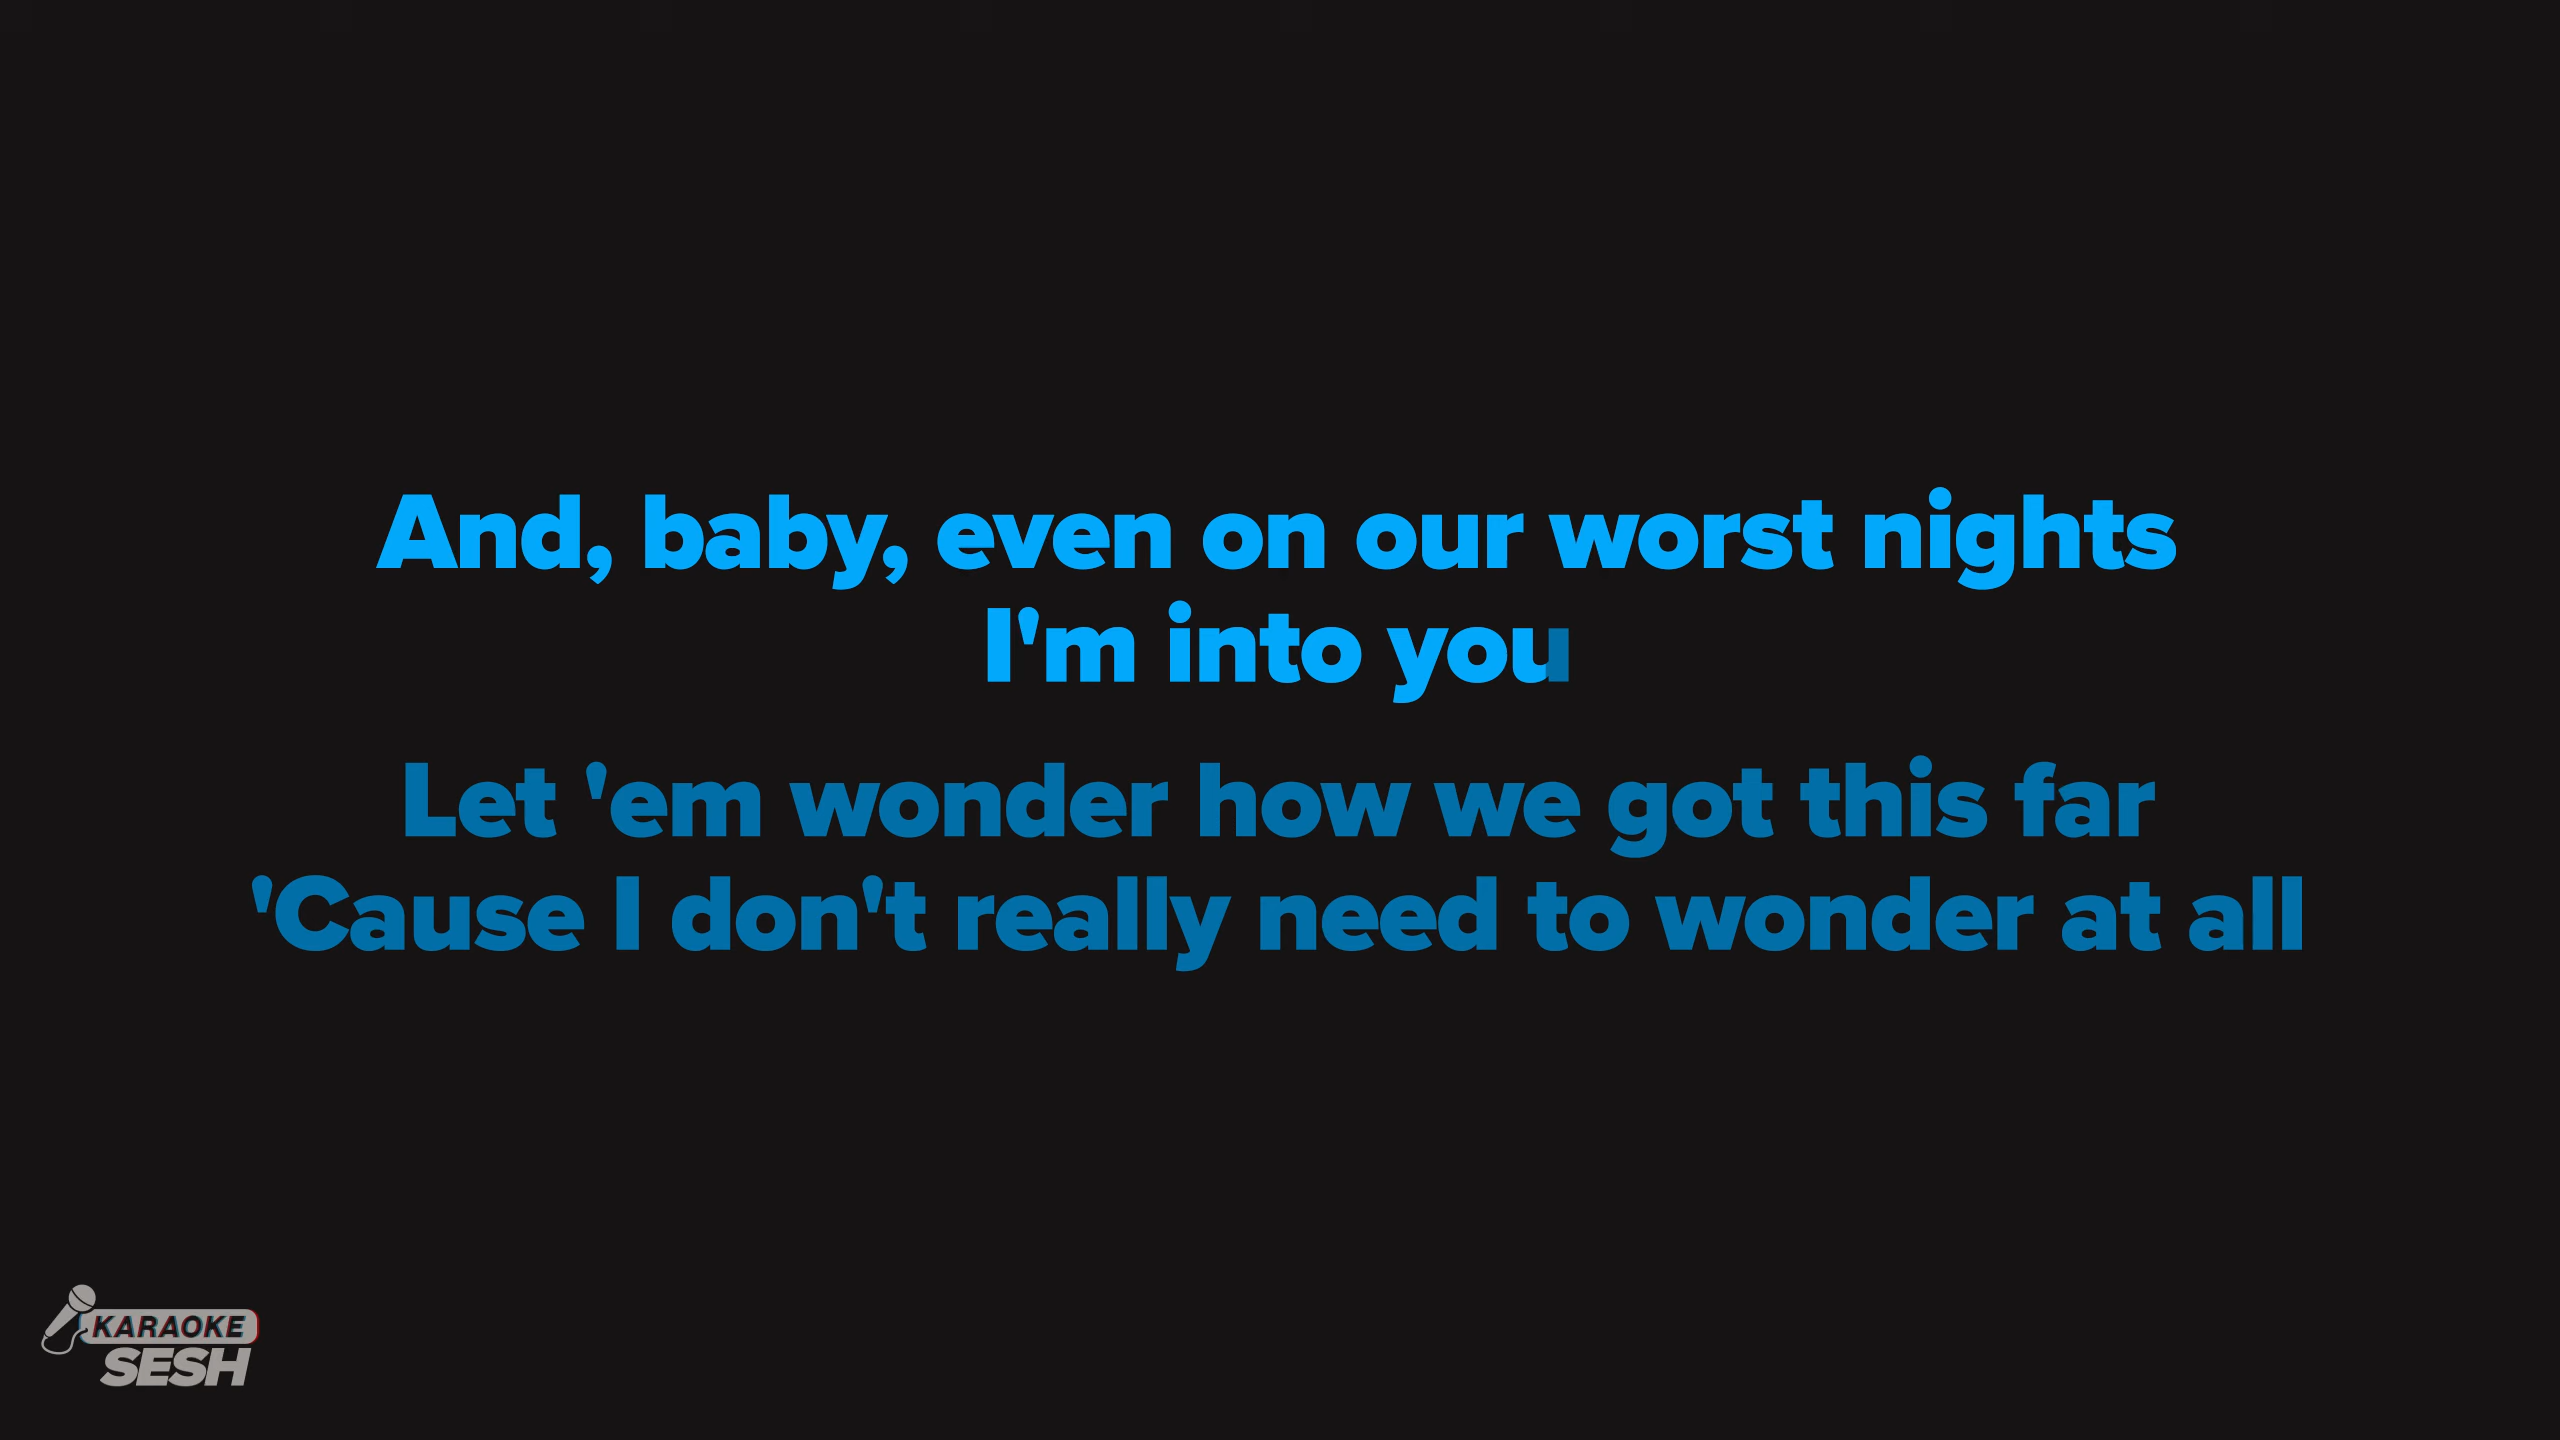 And, baby, even on our worst nights
I'm into you
Let 'em wonder how we got this far
'Cause I don't really need to wonder at all
KARAOKE
SESH